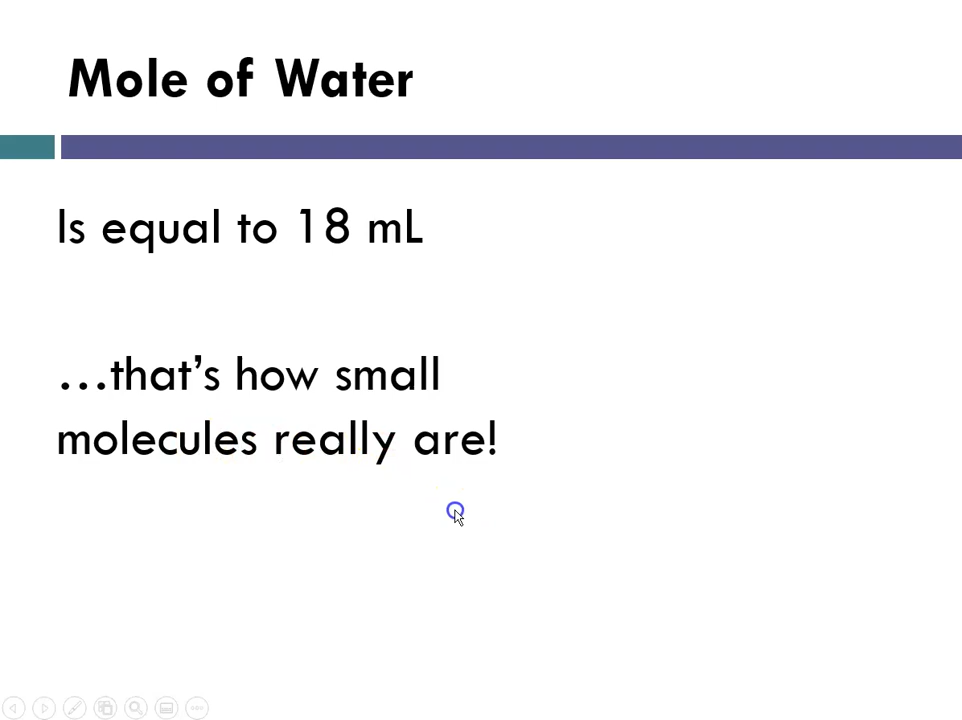 Mole of Water
Is equal to 18 mL
…that’s how small
molecules really are!